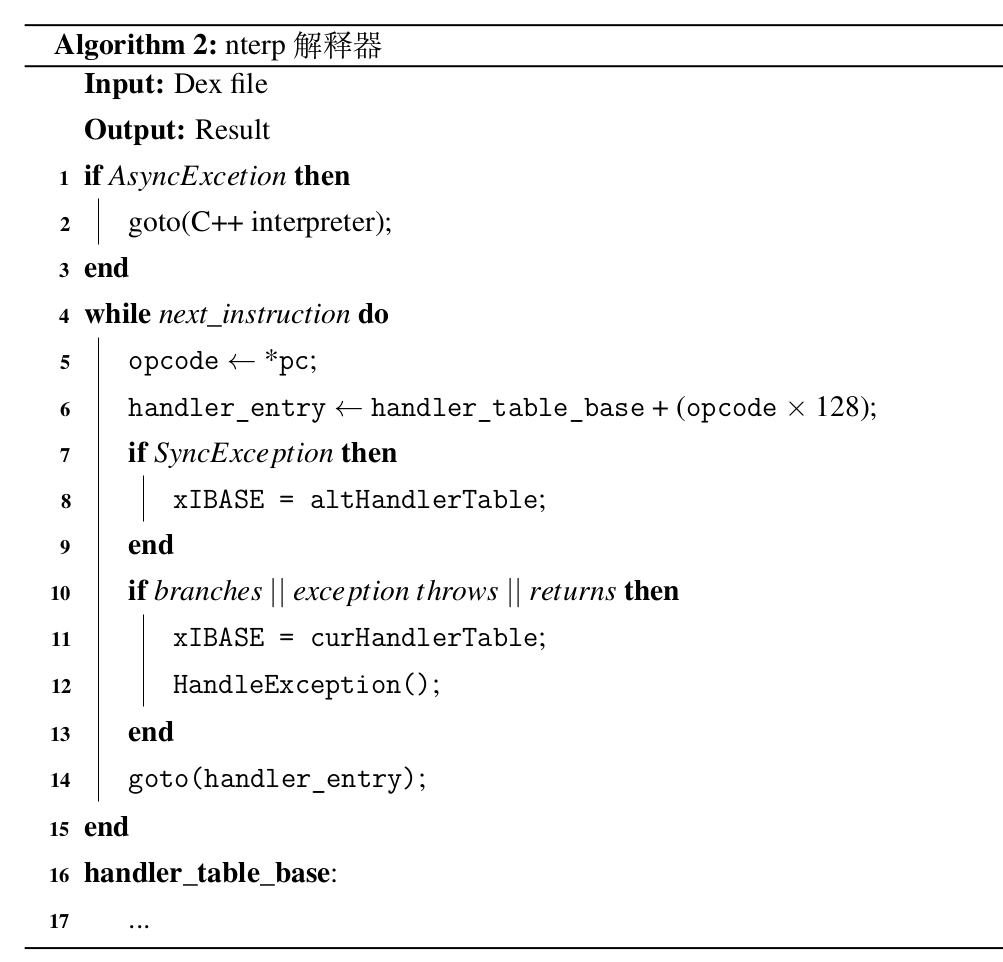 Algorithm 2: nterp 解释器
Input: Dex file
Output: Result
1 if AsyncExcetion then
2 goto(C++ interpreter);
3 end
4 while next_instruction do
5 opcode ← *pc;
6 handler_entry ← handler_table_base + (opcode × 128);
7 if SyncException then
8 xIBASE = altHandlerTable;
9 end
10 if branches || exception throws || returns then
11 xIBASE = curHandlerTable;
12 HandleException();
13 end
14 goto(handler_entry);
15 end
16 handler_table_base:
17 ...